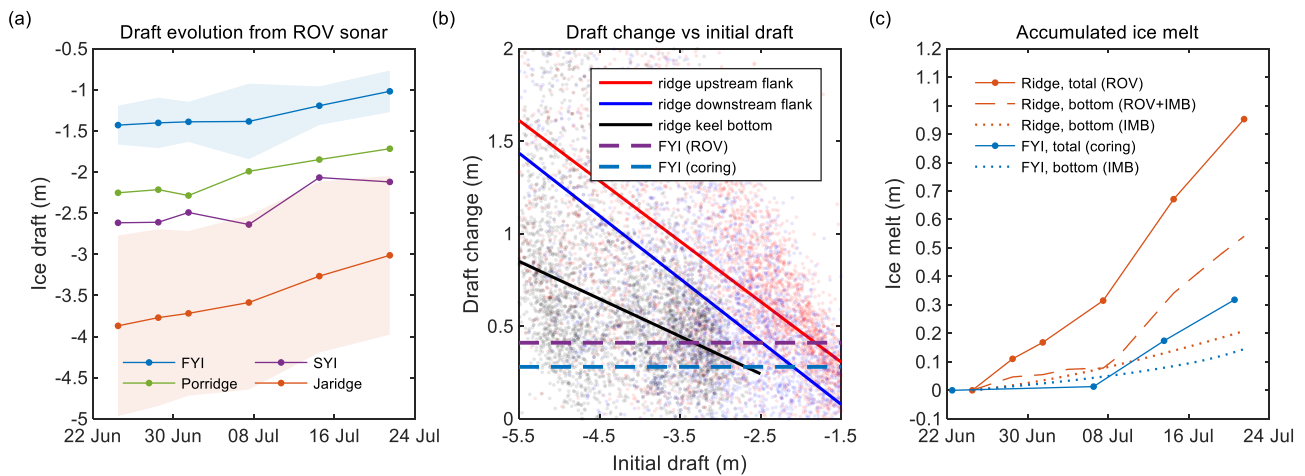 (a)
Draft evolution from ROV sonar
Ice draft (m)
-0.5
-1
-1.5
-2
-2.5
-3
-3.5
-4
-4.5
-5
22 Jun
30 Jun
08 Jul
16 Jul
24 Jul
FYI
SYI
Porridge
Jaridge
(b)
Draft change vs initial draft
Draft change (m)
2
1.5
1
0.5
0
-5.5
-4.5
-3.5
-2.5
-1.5
Initial draft (m)
ridge upstream flank
ridge downstream flank
ridge keel bottom
FYI (ROV)
FYI (coring)
(c)
Accumulated ice melt
Ice melt (m)
1.2
1.1
1
0.9
0.8
0.7
0.6
0.5
0.4
0.3
0.2
0.1
0
-0.1
22 Jun
30 Jun
08 Jul
16 Jul
24 Jul
Ridge, total (ROV)
Ridge, bottom (ROV+IMB)
Ridge, bottom (IMB)
FYI, total (coring)
FYI, bottom (IMB)